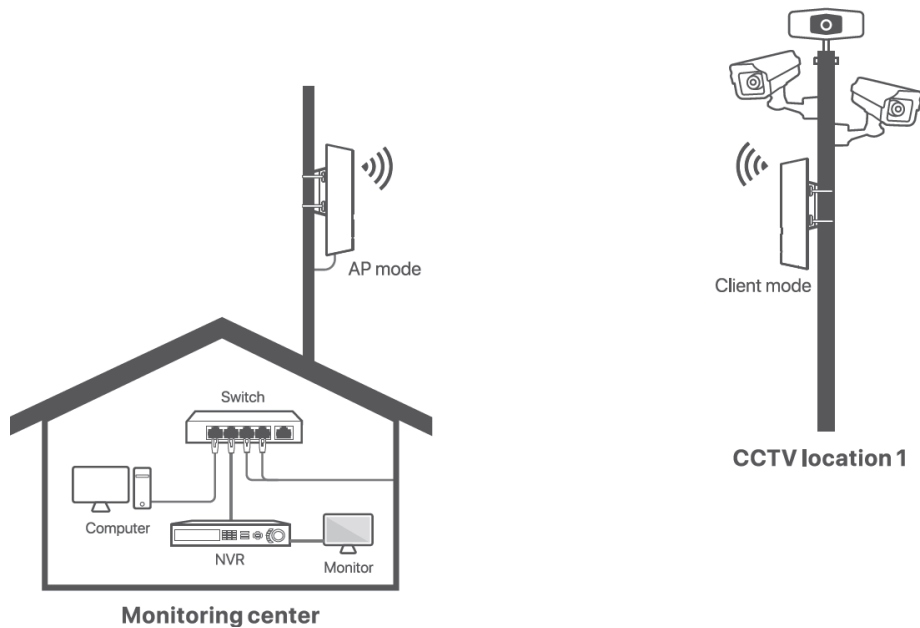 AP mode
Client mode
Switch
CCTV location 1
Computer
NVR
Monitor
Monitoring center